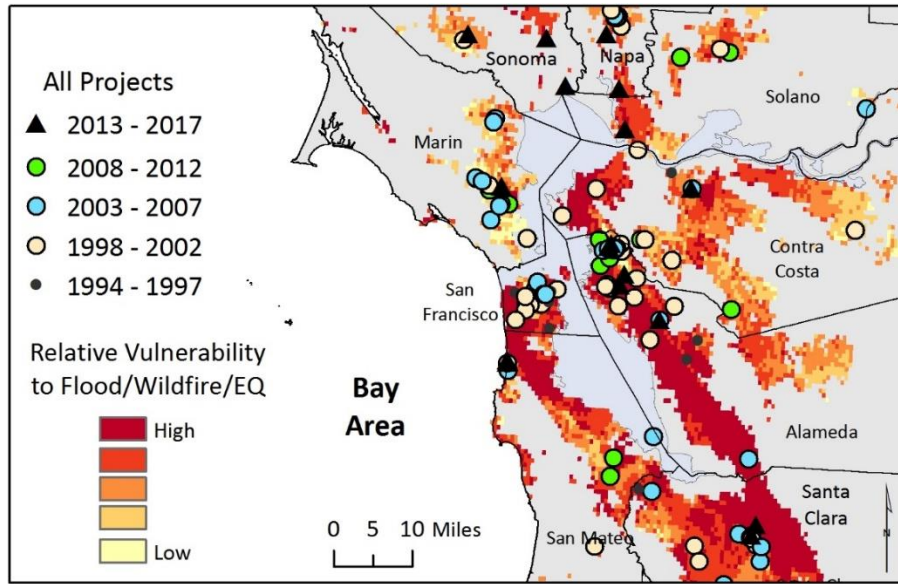 All Projects
2013 - 2017
2008 - 2012
2003 - 2007
1998 - 2002
1994 - 1997
Relative Vulnerability
to Flood/Wildfire/EQ
High
Low
Bay
Area
0 5 10 Miles
Sonoma
Napa
Solano
Marin
Contra
Costa
San
Francisco
Alameda
Santa
Clara
San Mateo
N